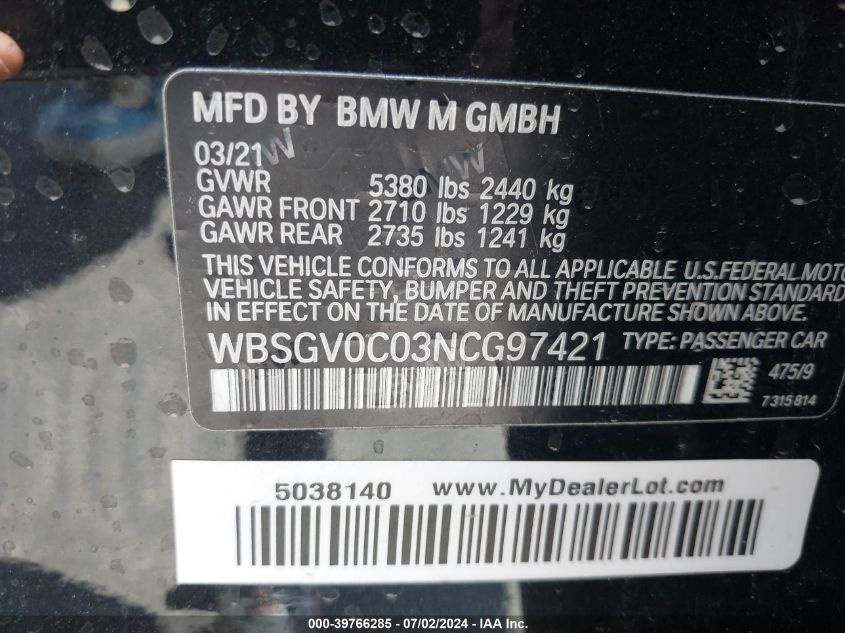 MFD BY BMW M GMBH
03/21
GVWR 5380 lbs 2440 kg
GAWR FRONT 2710 lbs 1229 kg
GAWR REAR 2735 lbs 1241 kg
THIS VEHICLE CONFORMS TO ALL APPLICABLE U.S.FEDERAL MOTO
VEHICLE SAFETY, BUMPER AND THEFT PREVENTION STANDARD
IN EFFECT ON THE DATE OF MANUFACTURE SHOWN ABOVE.
WBSGV0C03NCG97421 TYPE: PASSENGER CAR
475/9
7315814
5038140 www.MyDealerLot.com
000-39766285 - 07/02/2024 - www.iaai.com